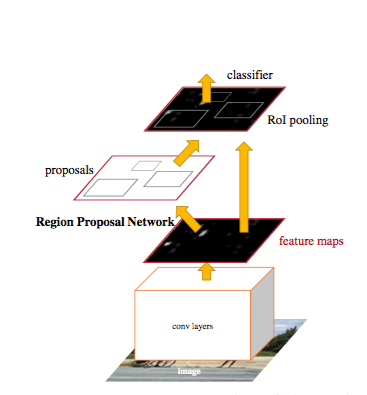 classifier
RoI pooling
proposals
Region Proposal Network
feature maps
conv layers
image